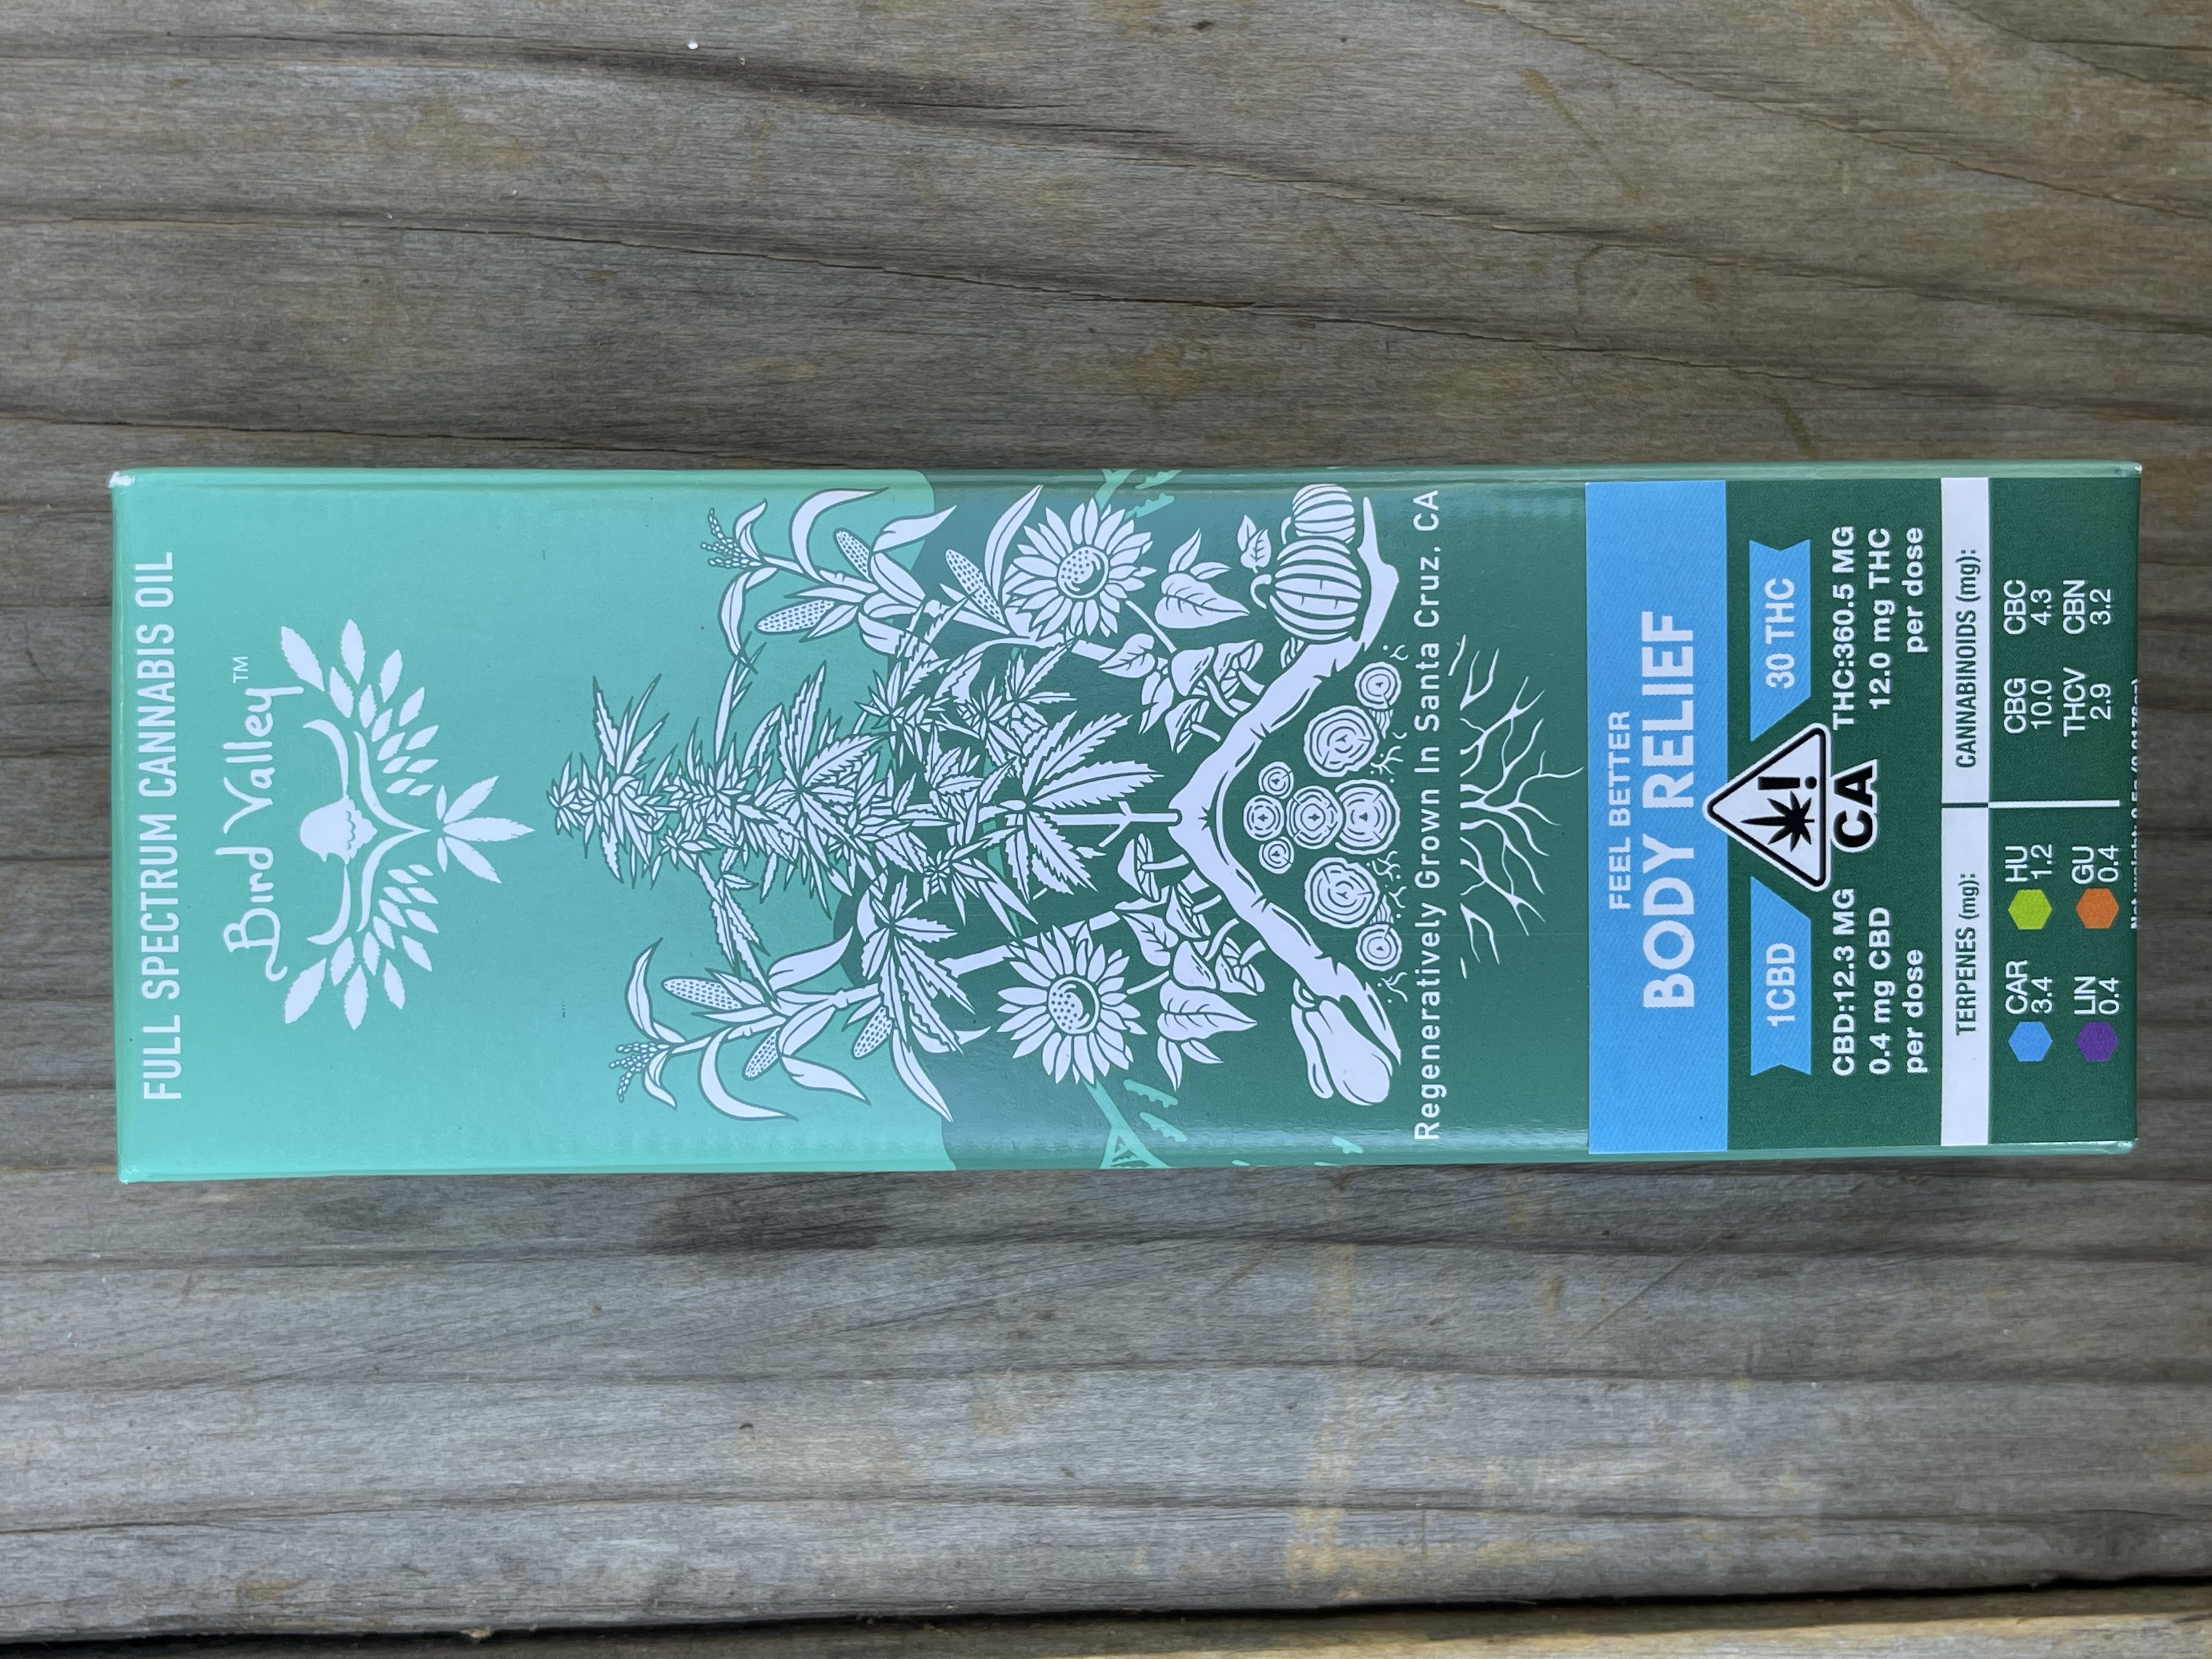 FULL SPECTRUM CANNABIS OIL
Bird Valley™
Regeneratively Grown In Santa Cruz, CA
FEEL BETTER
BODY RELIEF
1CBD
30 THC
CA
CBD:12.3 MG
0.4 mg CBD
per dose
THC:360.5 MG
12.0 mg THC
per dose
TERPENES (mg):
CAR
3.4
HU
1.2
LIN
0.4
GU
0.4
CANNABINOIDS (mg):
CBG
10.0
CBC
4.3
THCV
2.9
CBN
3.2